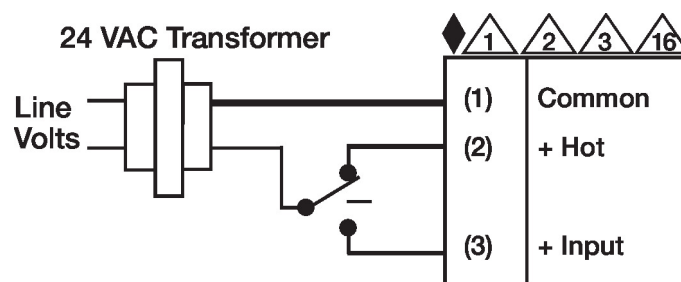 24 VAC Transformer
1 2 3 16
Line
Volts
(1) Common
(2) + Hot
(3) + Input